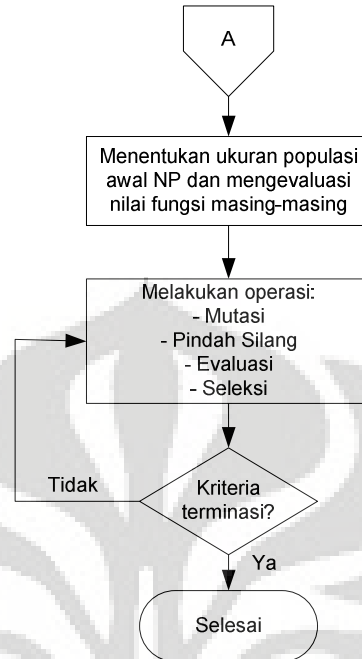 A
Menentukan ukuran populasi
awal NP dan mengevaluasi
nilai fungsi masing-masing
Melakukan operasi:
- Mutasi
- Pindah Silang
- Evaluasi
- Seleksi
Tidak
Kriteria
terminasi?
Ya
Selesai